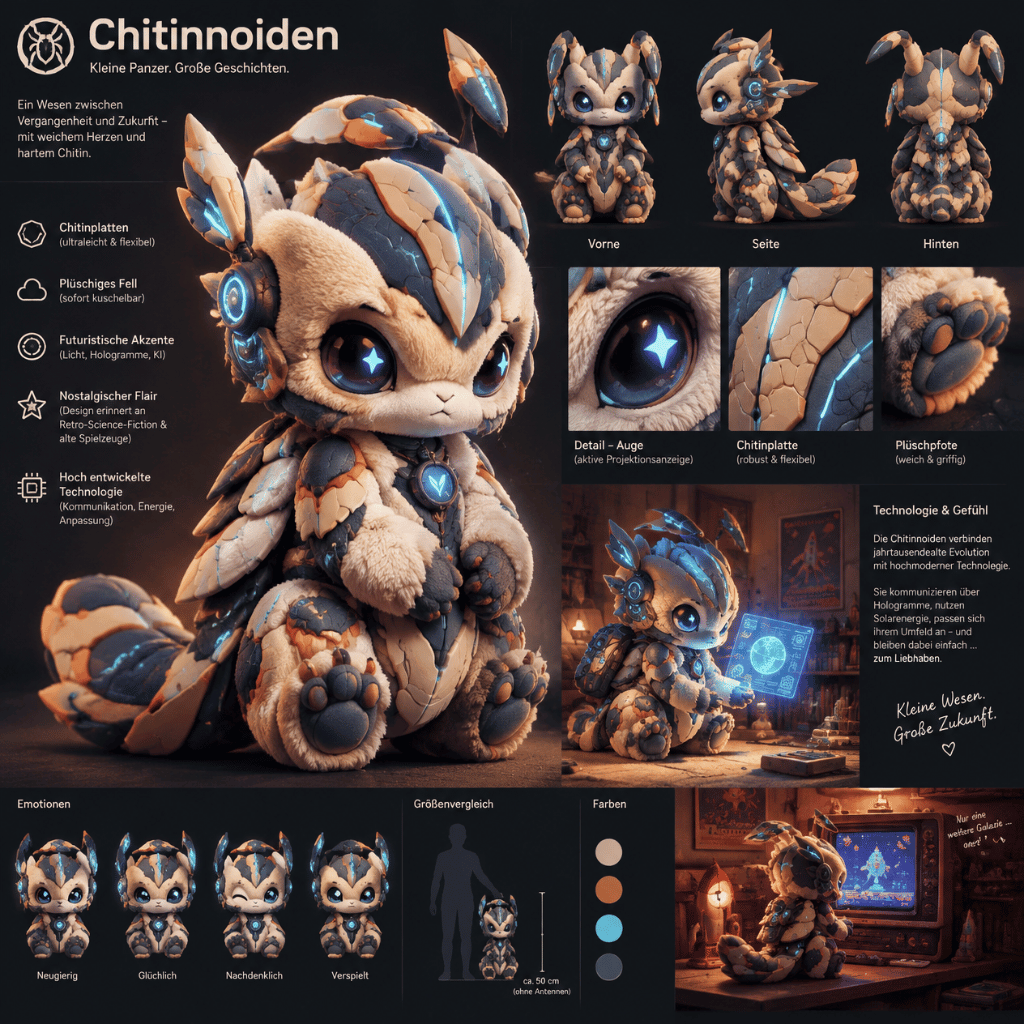 Chitinnoiden
Kleine Panzer. Große Geschichten.
Ein Wesen zwischen
Vergangenheit und Zukunft –
mit weichem Herzen und
hartem Chitin.
Chitinplatten
(ultraleicht & flexibel)
Plüschiges Fell
(sofort kuschelbar)
Futuristische Akzente
(Licht, Hologramme, KI)
Nostalgischer Flair
(Design erinnert an
Retro-Science-Fiction &
alte Spielzeuge)
Hoch entwickelte
Technologie
(Kommunikation, Energie,
Anpassung)
Vorne
Seite
Hinten
Detail – Auge
(aktive Projektionsanzeige)
Chitinplatte
(robust & flexibel)
Plüschpfote
(weich & griffig)
Technologie & Gefühl
Die Chitinnoiden verbinden
jahrtausendealte Evolution
mit hochmoderner Technologie.
Sie kommunizieren über
Hologramme, nutzen
Solarenergie, passen sich
ihrem Umfeld an – und
bleiben dabei einfach ...
zum Liebhaben.
Kleine Wesen.
Große Zukunft.
Emotionen
Neugierig
Glüchlich
Nachdenklich
Verspielt
Größenvergleich
ca. 50 cm
(ohne Antennen)
Farben
Nur eine
weitere Galaxie ...